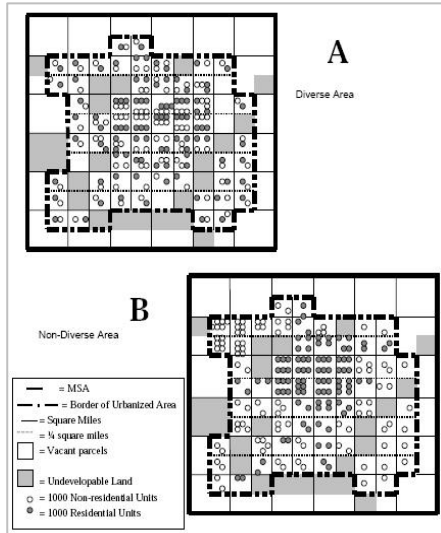 A
Diverse Area
B
Non-Diverse Area
= MSA
= Border of Urbanized Area
= Square Miles
= ¼ square miles
= Vacant parcels
= Undevelopable Land
= 1000 Non-residential Units
= 1000 Residential Units